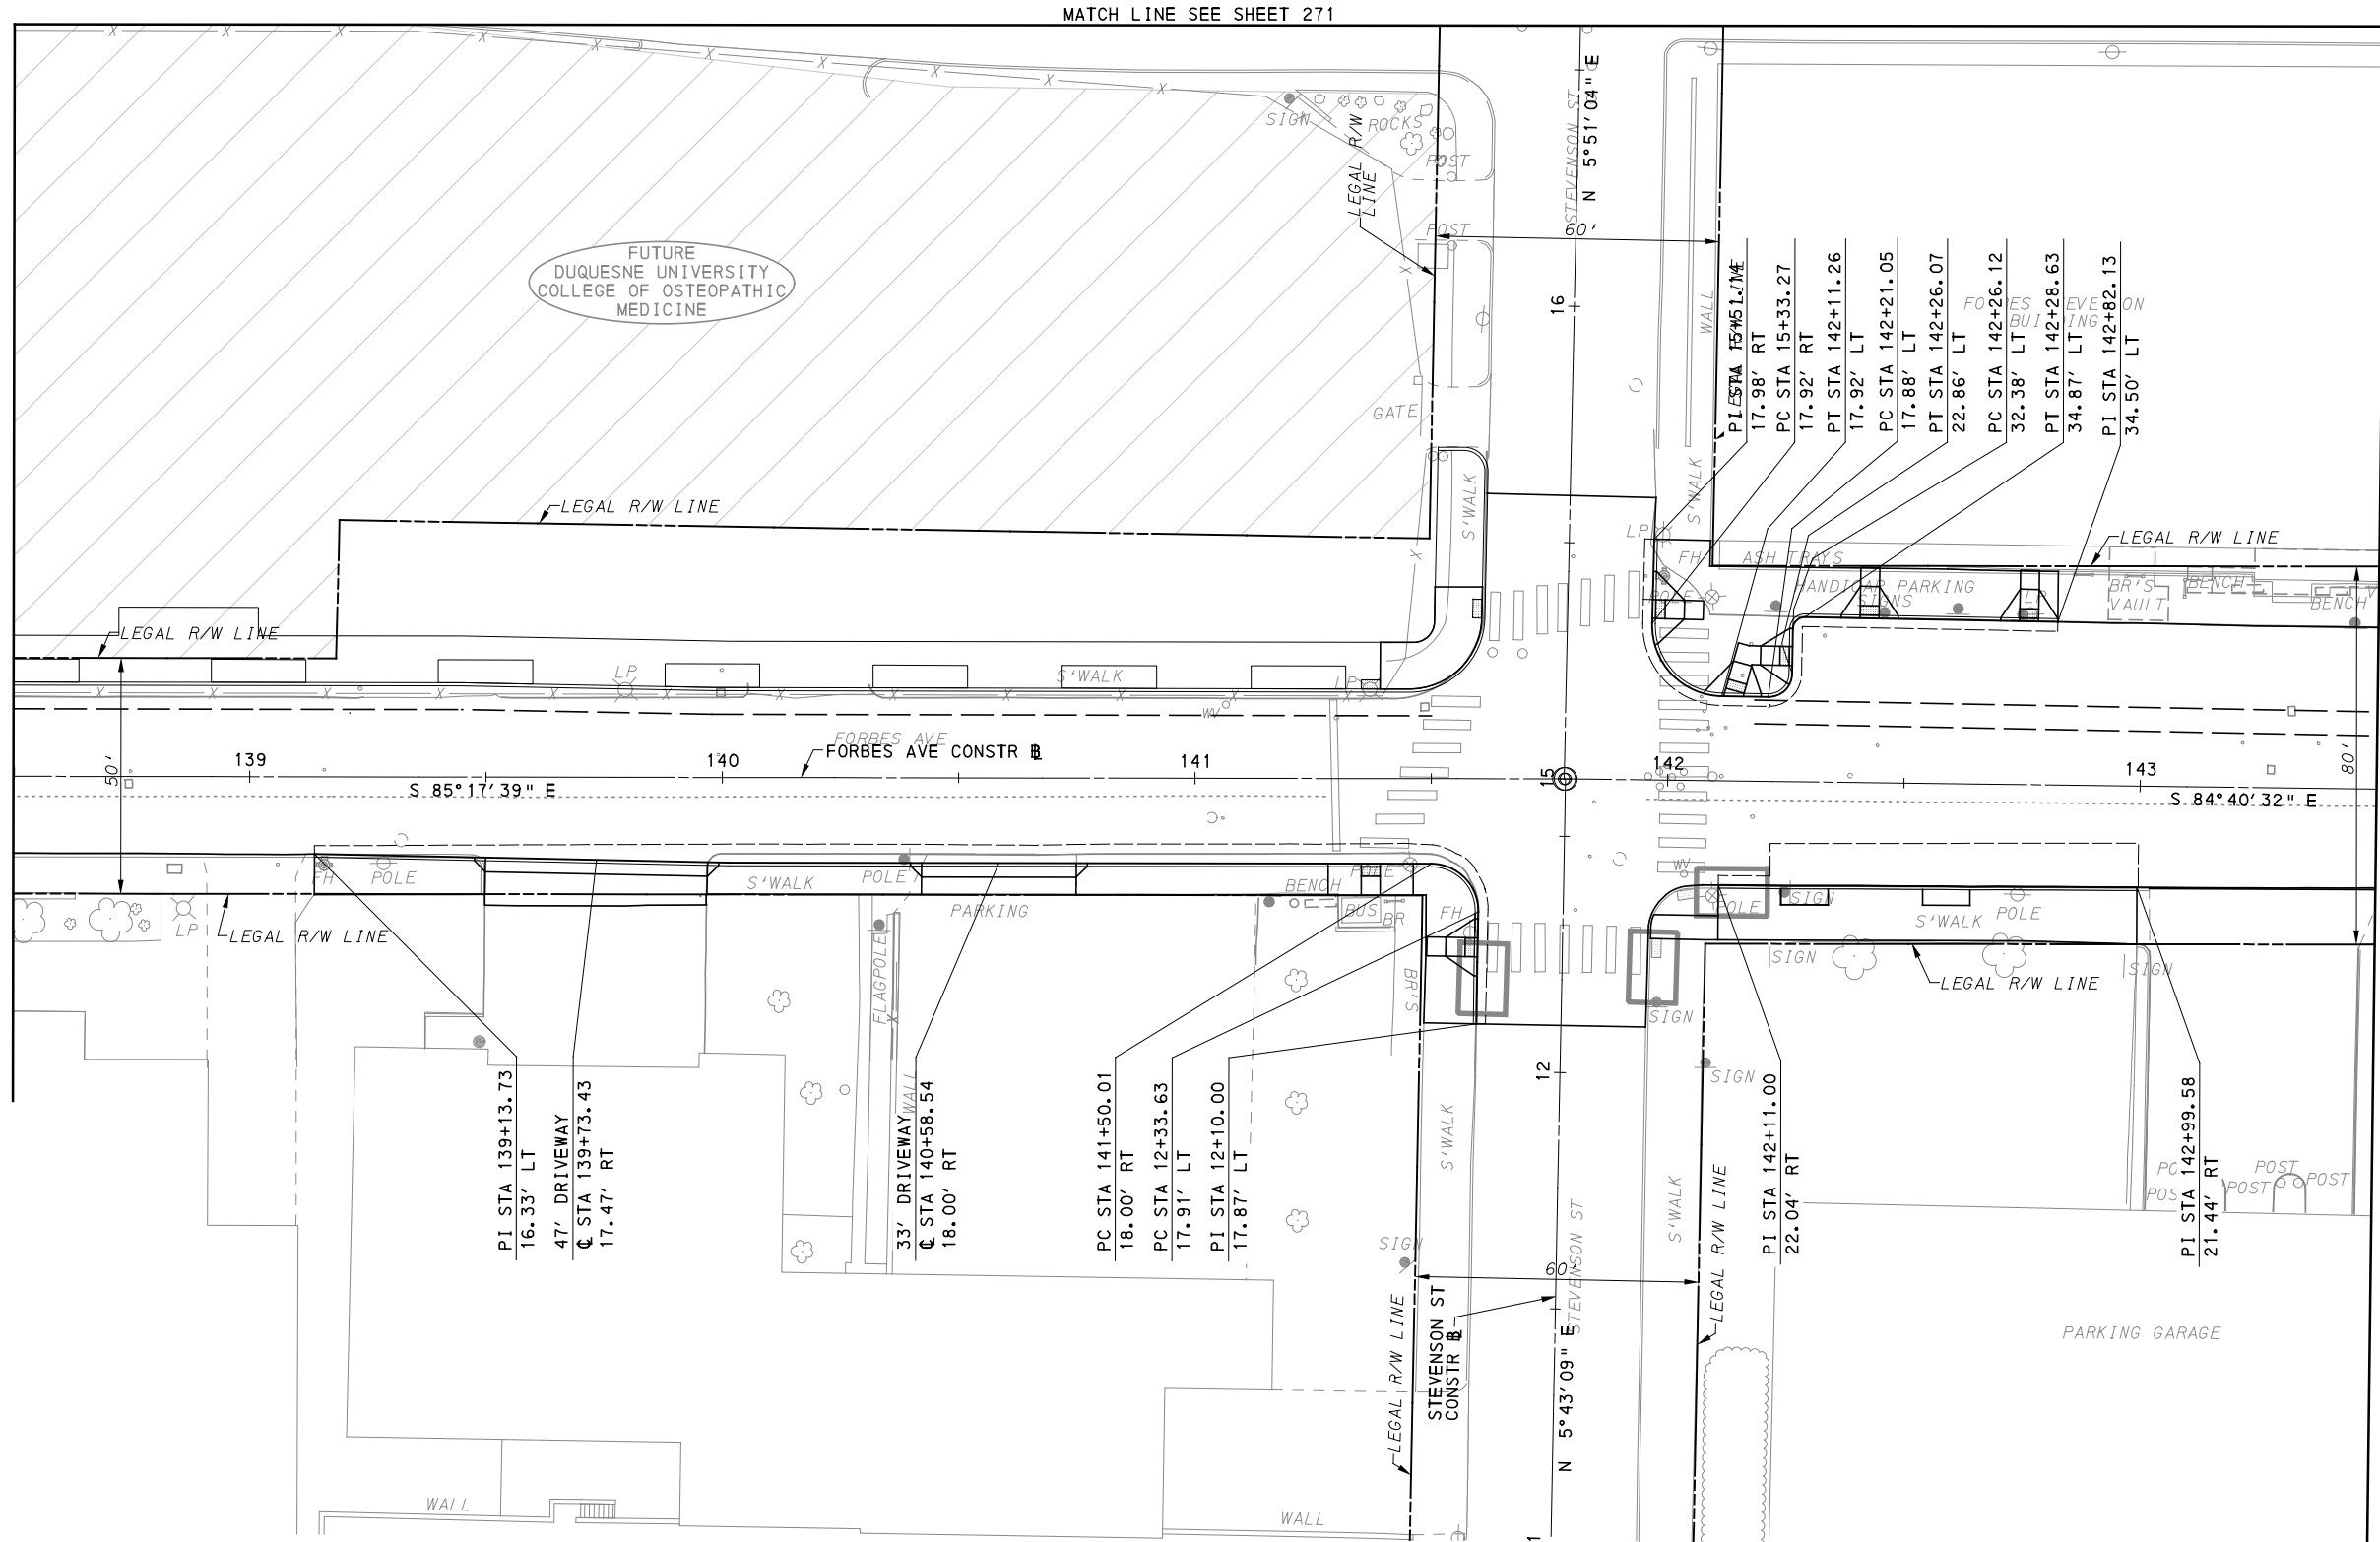 MATCH LINE SEE SHEET 271
STEVENSON ST
N 5°51'04" E
SIGN
ROCKS
LEGAL R/W
LINE
POST
POST
60'
FUTURE
DUQUESNE UNIVERSITY
COLLEGE OF OSTEOPATHIC
MEDICINE
16
WALL
17.98' RT
PC STA 15+33.27
17.92' RT
PT STA 142+11.26
17.92' LT
PC STA 142+21.05
17.88' LT
PT STA 142+26.07
22.86' LT
PC STA 142+26.12
32.38' LT
PT STA 142+28.63
34.87' LT
PI STA 142+82.13
34.50' LT
GATE
S'WALK
S'WALK
LEGAL R/W LINE
LP
FH
ASH TRAYS
LEGAL R/W LINE
POLE
HANDICAP PARKING
SIGNS
LP
BR'S
VAULT
BENCH
BENCH
LEGAL R/W LINE
LP
S'WALK
LP
WV
FORBES AVE
FORBES AVE CONSTR B
50'
139
140
141
15
142
143
80'
S 85°17'39" E
S 84°40'32" E
FH
POLE
S'WALK
POLE
PARKING
BENCH
POLE
BUS
BR
FH
WV
POLE
SIGN
S'WALK
POLE
LP
LEGAL R/W LINE
FLAGPOLE
BR'S
SIGN
SIGN
LEGAL R/W LINE
SIGN
SIGN
WALL
12
PI STA 139+13.73
16.33' LT
47' DRIVEWAY
℄ STA 139+73.43
17.47' RT
33' DRIVEWAY
℄ STA 140+58.54
18.00' RT
PC STA 141+50.01
18.00' RT
PC STA 12+33.63
17.91' LT
PI STA 12+10.00
17.87' LT
S'WALK
S'WALK
PI STA 142+11.00
22.04' RT
PI STA 142+99.58
21.44' RT
POST
POST
POST
SIGN
60'
LEGAL R/W LINE
STEVENSON ST
CONSTR B
STEVENSON ST
N 5°43'09" E
LEGAL R/W LINE
PARKING GARAGE
WALL
WALL